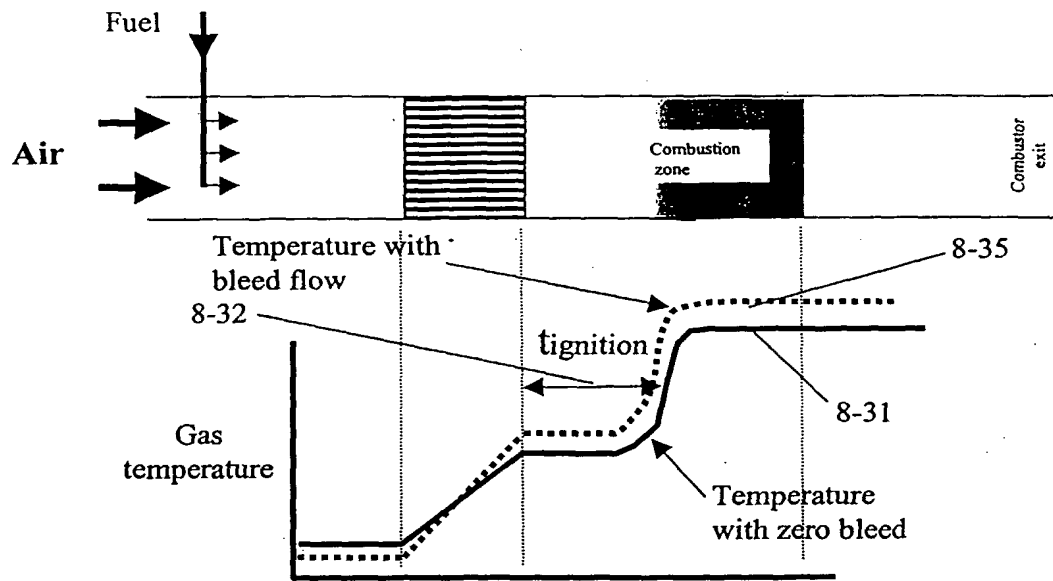 Fuel
Air
Combustion
zone
Combustor
exit
Temperature with
bleed flow
8-35
8-32
tignition
8-31
Gas
temperature
Temperature
with zero bleed